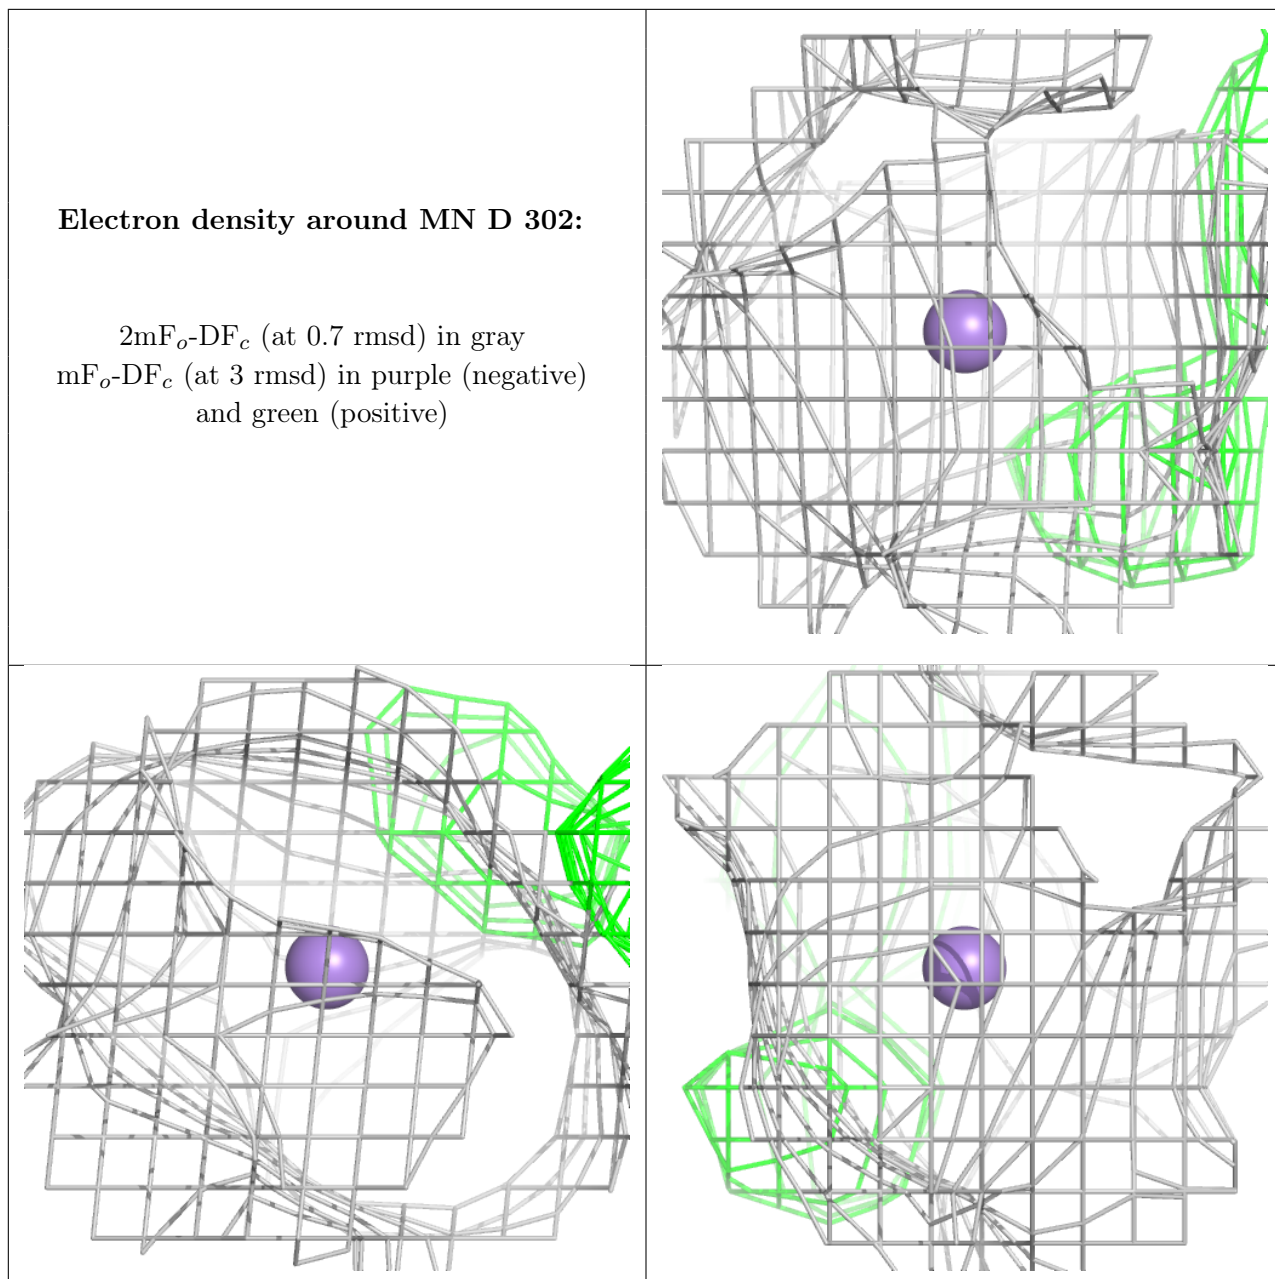 Electron density around MN D 302:
2mFo-DFc (at 0.7 rmsd) in gray
mFo-DFc (at 3 rmsd) in purple (negative)
and green (positive)